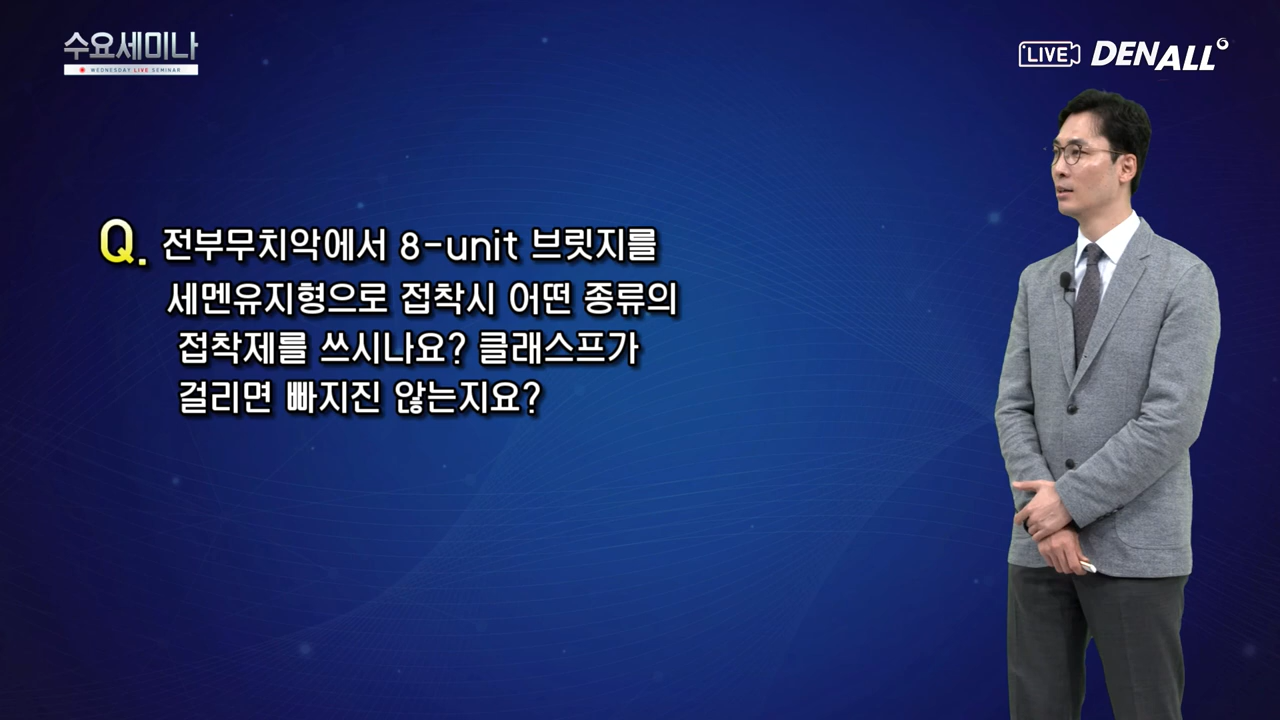 수요세미나
WEDNESDAY LIVE SEMINAR
LIVE DENALL
Q. 전부무치악에서 8-unit 브릿지를
세멘유지형으로 접착시 어떤 종류의
접착제를 쓰시나요? 클래스프가
걸리면 빠지진 않는지요?